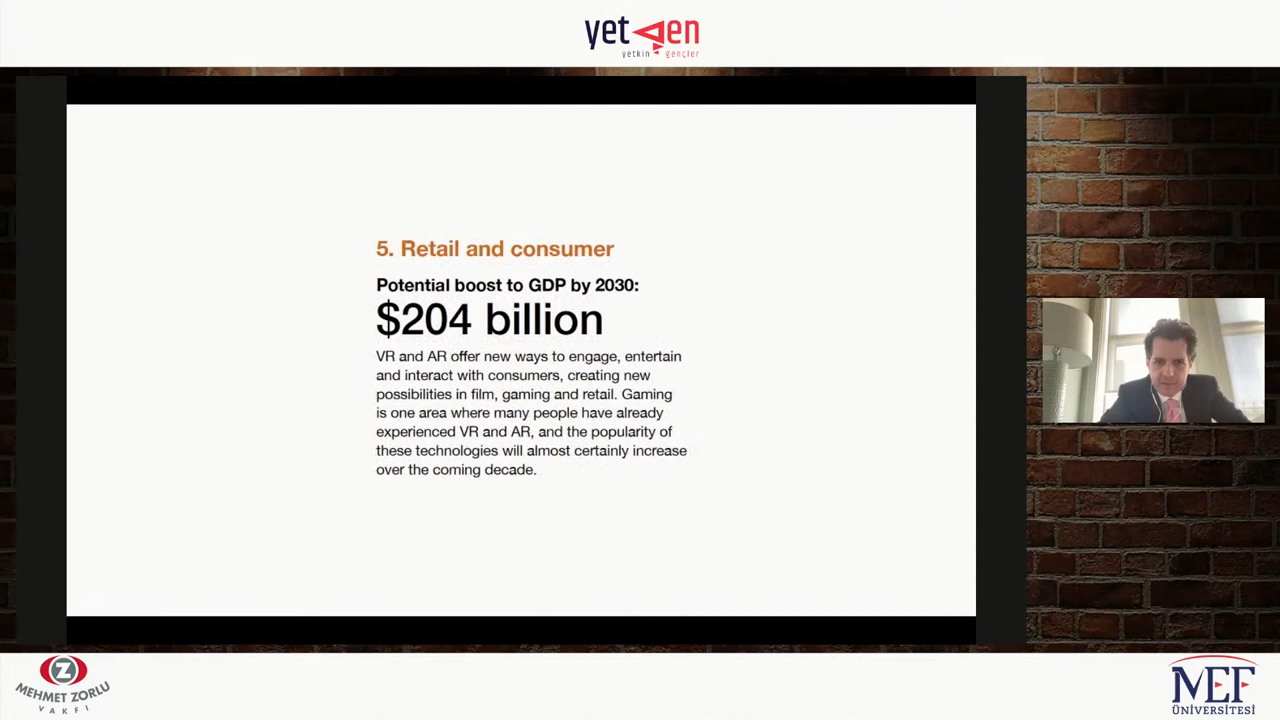 yetgen
yetkin gençler
5. Retail and consumer
Potential boost to GDP by 2030:
$204 billion
VR and AR offer new ways to engage, entertain
and interact with consumers, creating new
possibilities in film, gaming and retail. Gaming
is one area where many people have already
experienced VR and AR, and the popularity of
these technologies will almost certainly increase
over the coming decade.
Z
MEHMET ZORLU
VAKFI
MEF
ÜNİVERSİTESİ